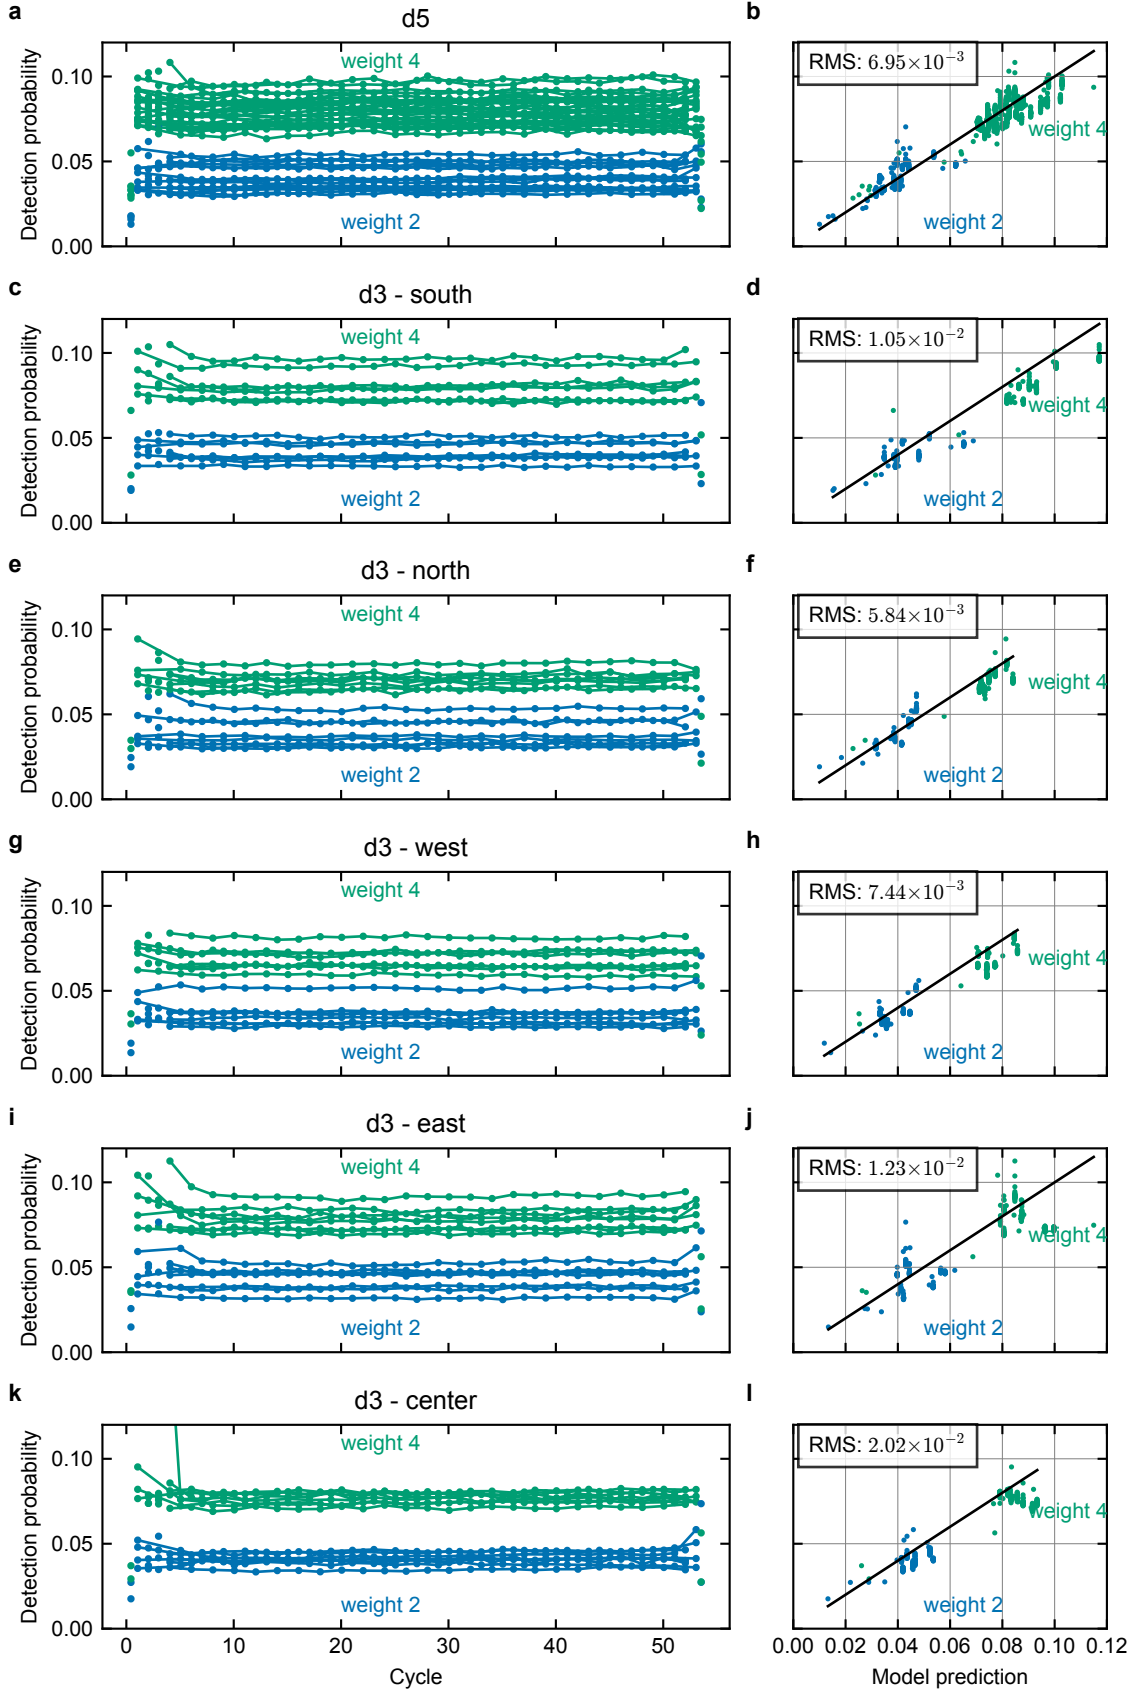 a
d5
b
Detection probability
0.10
0.05
0.00
weight 4
weight 2
RMS: 6.95×10⁻³
weight 4
weight 2
c
d3 - south
d
Detection probability
0.10
0.05
0.00
weight 4
weight 2
RMS: 1.05×10⁻²
weight 4
weight 2
e
d3 - north
f
Detection probability
0.10
0.05
0.00
weight 4
weight 2
RMS: 5.84×10⁻³
weight 4
weight 2
g
d3 - west
h
Detection probability
0.10
0.05
0.00
weight 4
weight 2
RMS: 7.44×10⁻³
weight 4
weight 2
i
d3 - east
j
Detection probability
0.10
0.05
0.00
weight 4
weight 2
RMS: 1.23×10⁻²
weight 4
weight 2
k
d3 - center
l
Detection probability
0.10
0.05
0.00
weight 4
weight 2
RMS: 2.02×10⁻²
weight 4
weight 2
0 10 20 30 40 50
Cycle
0.00 0.02 0.04 0.06 0.08 0.10 0.12
Model prediction